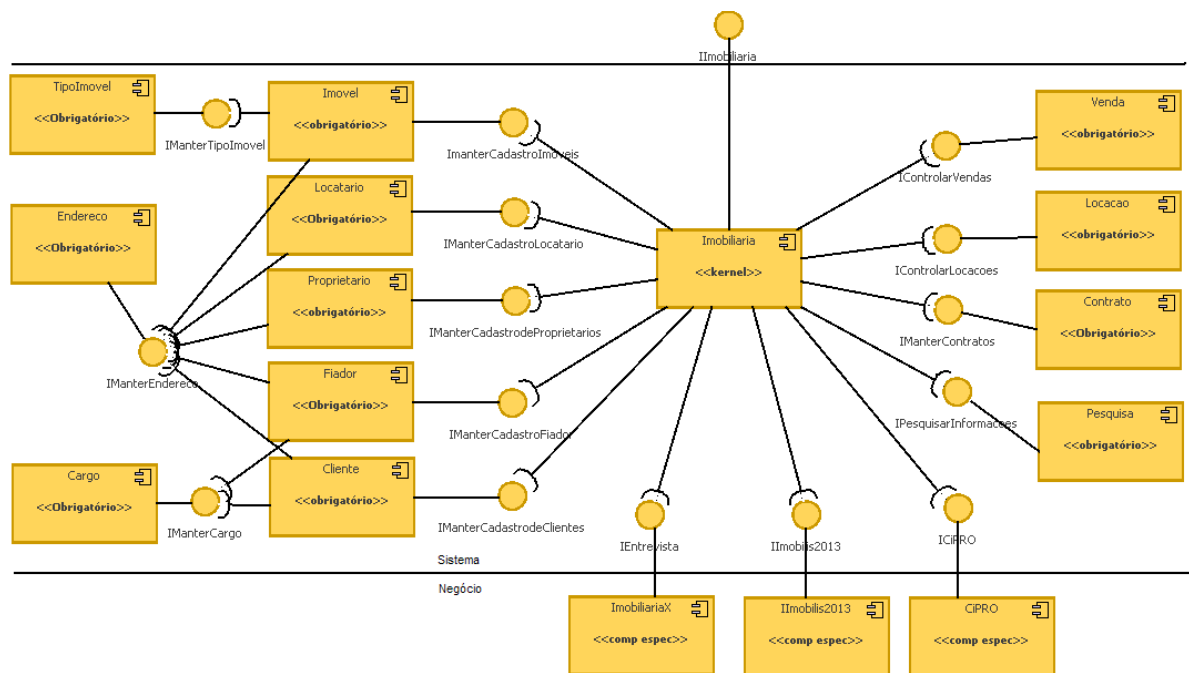 IImobiliaria
TipoImovel
<<Obrigatório>>
IManterTipoImovel
Imovel
<<obrigatório>>
ImanterCadastroImoveis
Venda
<<obrigatório>>
IControlarVendas
Endereco
<<Obrigatório>>
Locatario
<<Obrigatório>>
IManterCadastroLocatario
Imobiliaria
<<kernel>>
Locacao
<<obrigatório>>
IControlarLocacoes
Proprietario
<<Obrigatório>>
IManterCadastrodeProprietarios
Contrato
<<Obrigatório>>
IManterContratos
IManterEndereco
Fiador
<<Obrigatório>>
IManterCadastroFiador
IPesquisarInformacoes
Pesquisa
<<obrigatório>>
Cargo
<<Obrigatório>>
IManterCargo
Cliente
<<obrigatório>>
IManterCadastrodeClientes
IEntrevista
IImobilis2013
ICiPRO
Sistema
Negócio
ImobiliariaX
<<comp espec>>
IImobilis2013
<<comp espec>>
CiPRO
<<comp espec>>